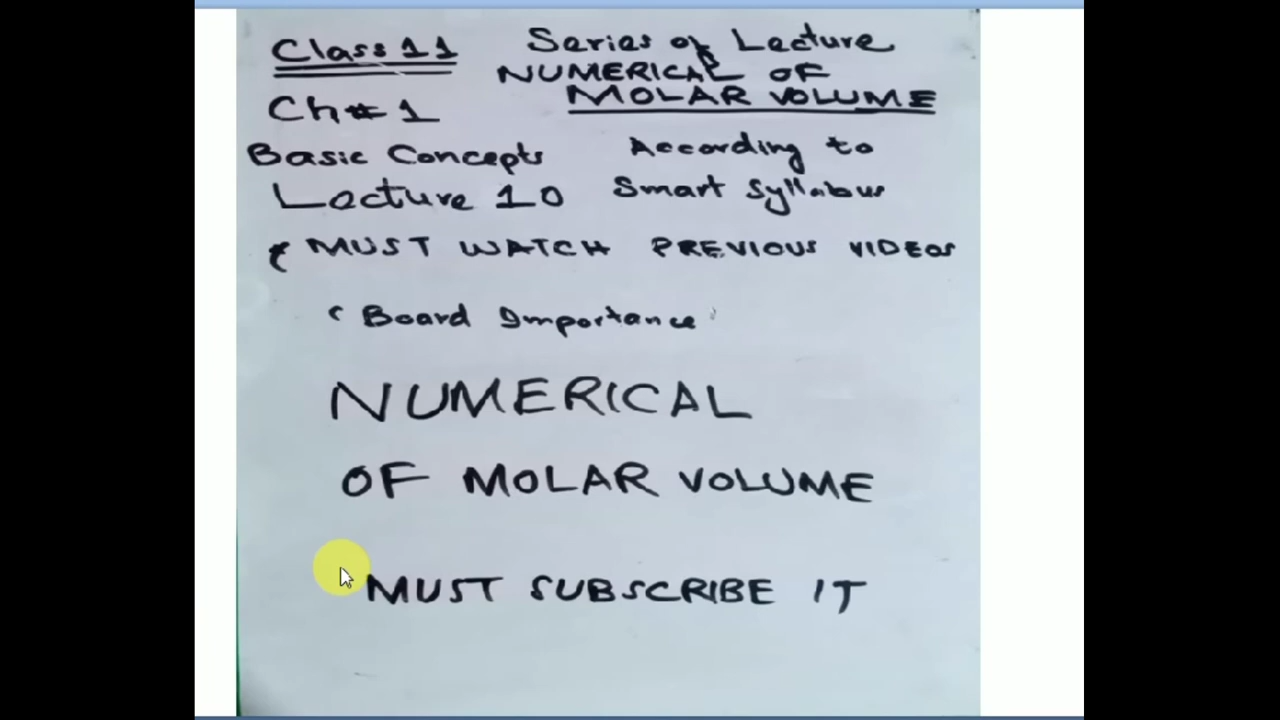 Class 11 Series of Lecture
NUMERICAL OF
MOLAR VOLUME
Ch# 1
Basic Concepts According to
Lecture 10 Smart Syllabus
( MUST WATCH PREVIOUS VIDEOS
( Board Importance )
NUMERICAL
OF MOLAR VOLUME
MUST SUBSCRIBE IT